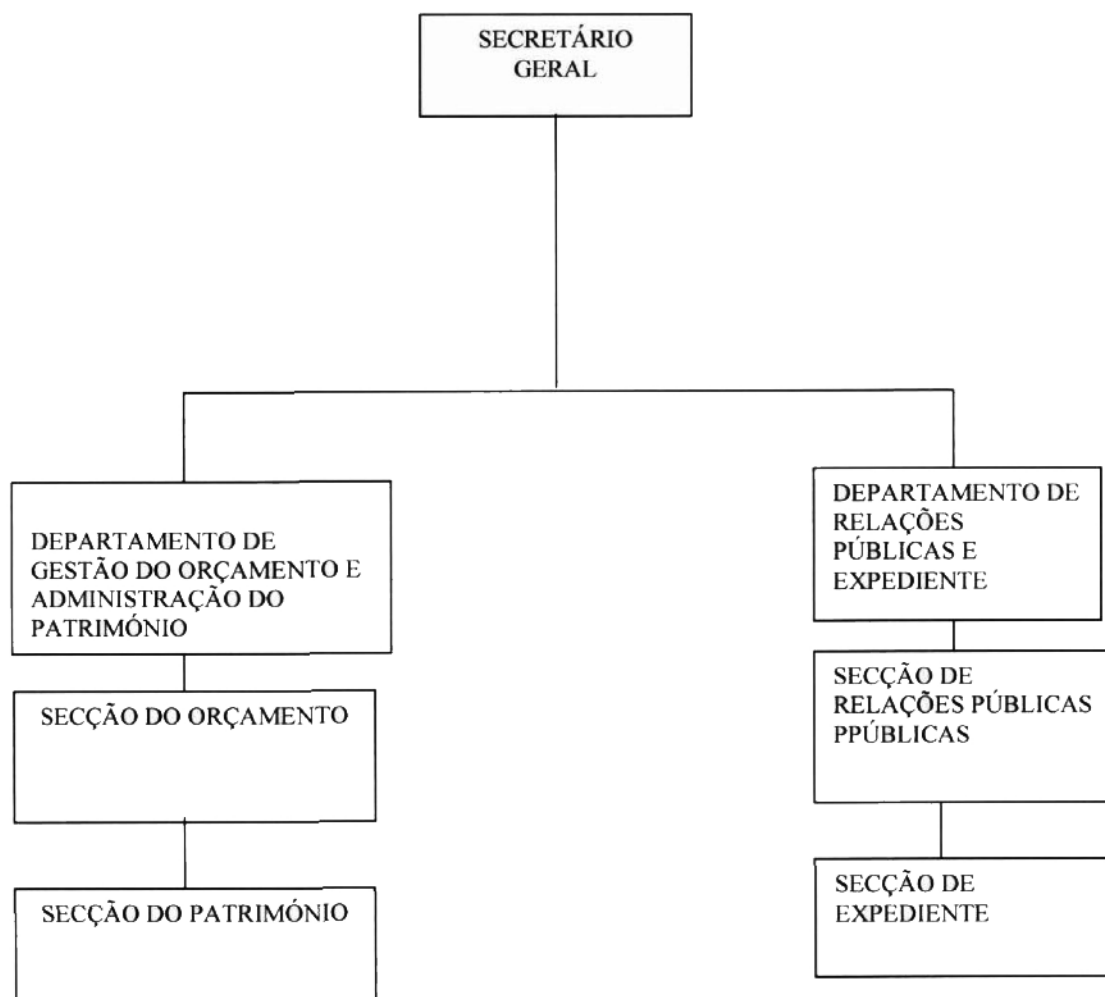 SECRETÁRIO
GERAL
DEPARTAMENTO DE
GESTÃO DO ORÇAMENTO E
ADMINISTRAÇÃO DO
PATRIMÓNIO
SECÇÃO DO ORÇAMENTO
SECÇÃO DO PATRIMÓNIO
DEPARTAMENTO DE
RELAÇÕES
PÚBLICAS E
EXPEDIENTE
SECÇÃO DE
RELAÇÕES PÚBLICAS
PPÚBLICAS
SECÇÃO DE
EXPEDIENTE